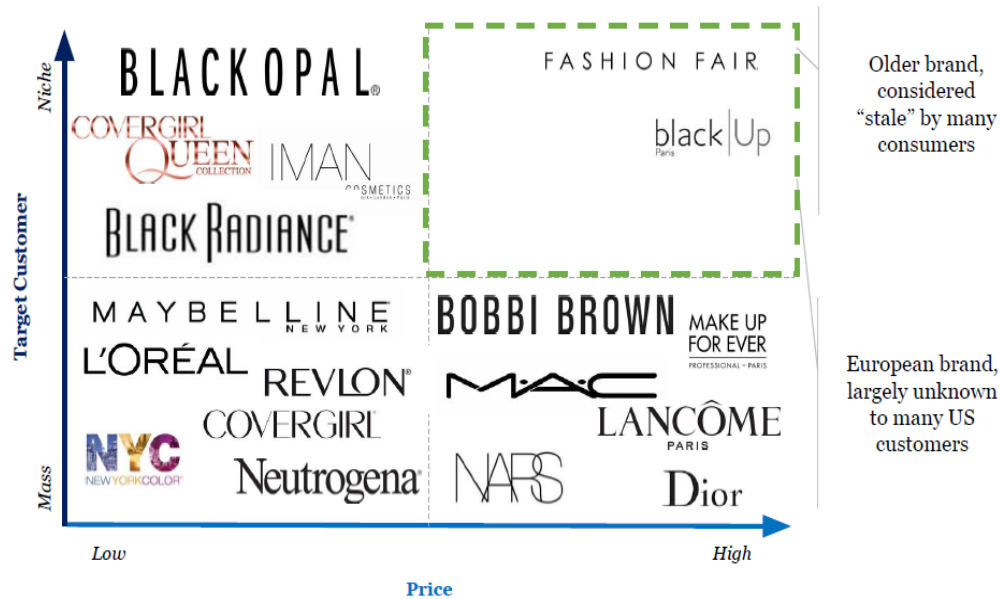 Niche
Target Customer
Mass
BLACK OPAL®
COVERGIRL
QUEEN
COLLECTION
IMAN
COSMETICS
BLACK RADIANCE®
FASHION FAIR
black|Up
Paris
MAYBELLINE
NEW YORK
L'ORÉAL
REVLON®
COVERGIRL
NYC
NEW YORK COLOR®
Neutrogena®
BOBBI BROWN
MAKE UP
FOR EVER
PROFESSIONAL – PARIS
M·A·C
LANCÔME
PARIS
NARS
Dior
Low
High
Price
Older brand,
considered
“stale” by many
consumers
European brand,
largely unknown
to many US
customers